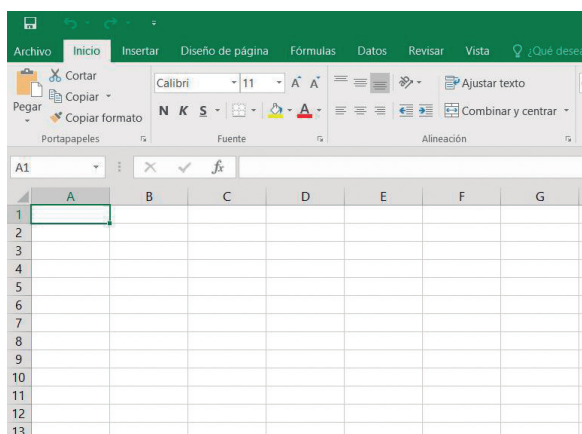 Archivo Inicio Insertar Diseño de página Fórmulas Datos Revisar Vista ¿Qué dese
Cortar
Copiar
Copiar formato
Pegar
Calibri 11 A A
N K S A
Ajustar texto
Combinar y centrar
Portapapeles Fuente Alineación
A1 fx
A B C D E F G
1
2
3
4
5
6
7
8
9
10
11
12
13